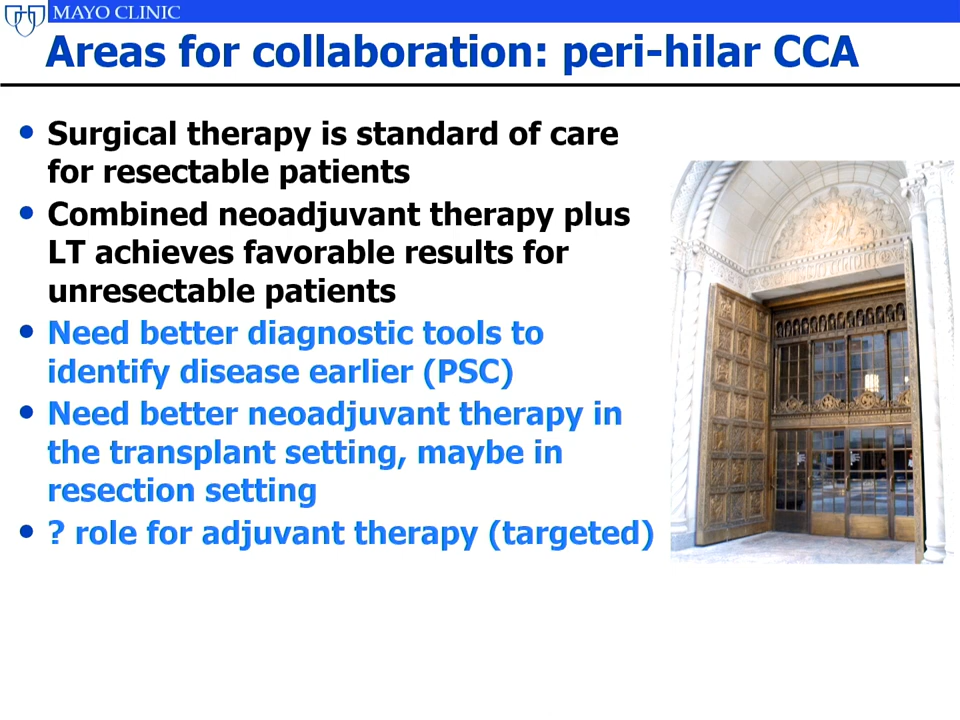 MAYO CLINIC
Areas for collaboration: peri-hilar CCA
• Surgical therapy is standard of care
for resectable patients
• Combined neoadjuvant therapy plus
LT achieves favorable results for
unresectable patients
• Need better diagnostic tools to
identify disease earlier (PSC)
• Need better neoadjuvant therapy in
the transplant setting, maybe in
resection setting
• ? role for adjuvant therapy (targeted)